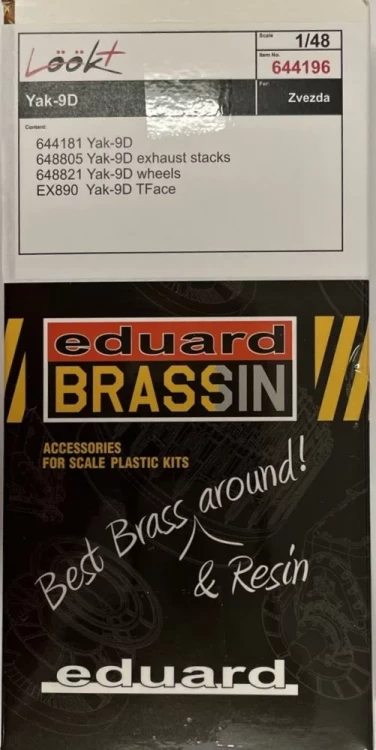 Löök+
Scale
1/48
Item No.
644196
Yak-9D
For:
Zvezda
Content:
644181 Yak-9D
648805 Yak-9D exhaust stacks
648821 Yak-9D wheels
EX890 Yak-9D TFace
eduard
BRASSIN
ACCESSORIES
FOR SCALE PLASTIC KITS
Best Brass around!
& Resin
eduard